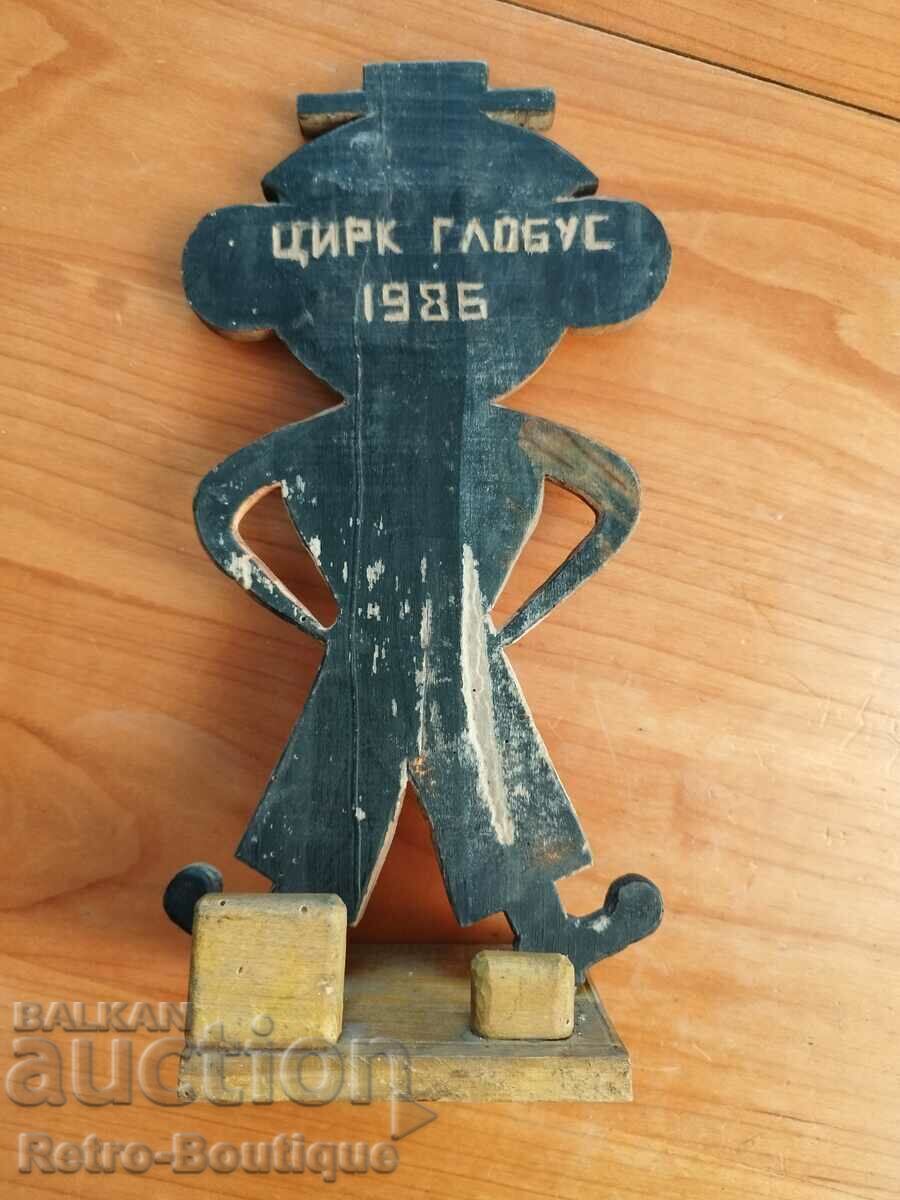 ЦИРК ГЛОБУС
1986
BALKAN
auction
Retro-Boutique